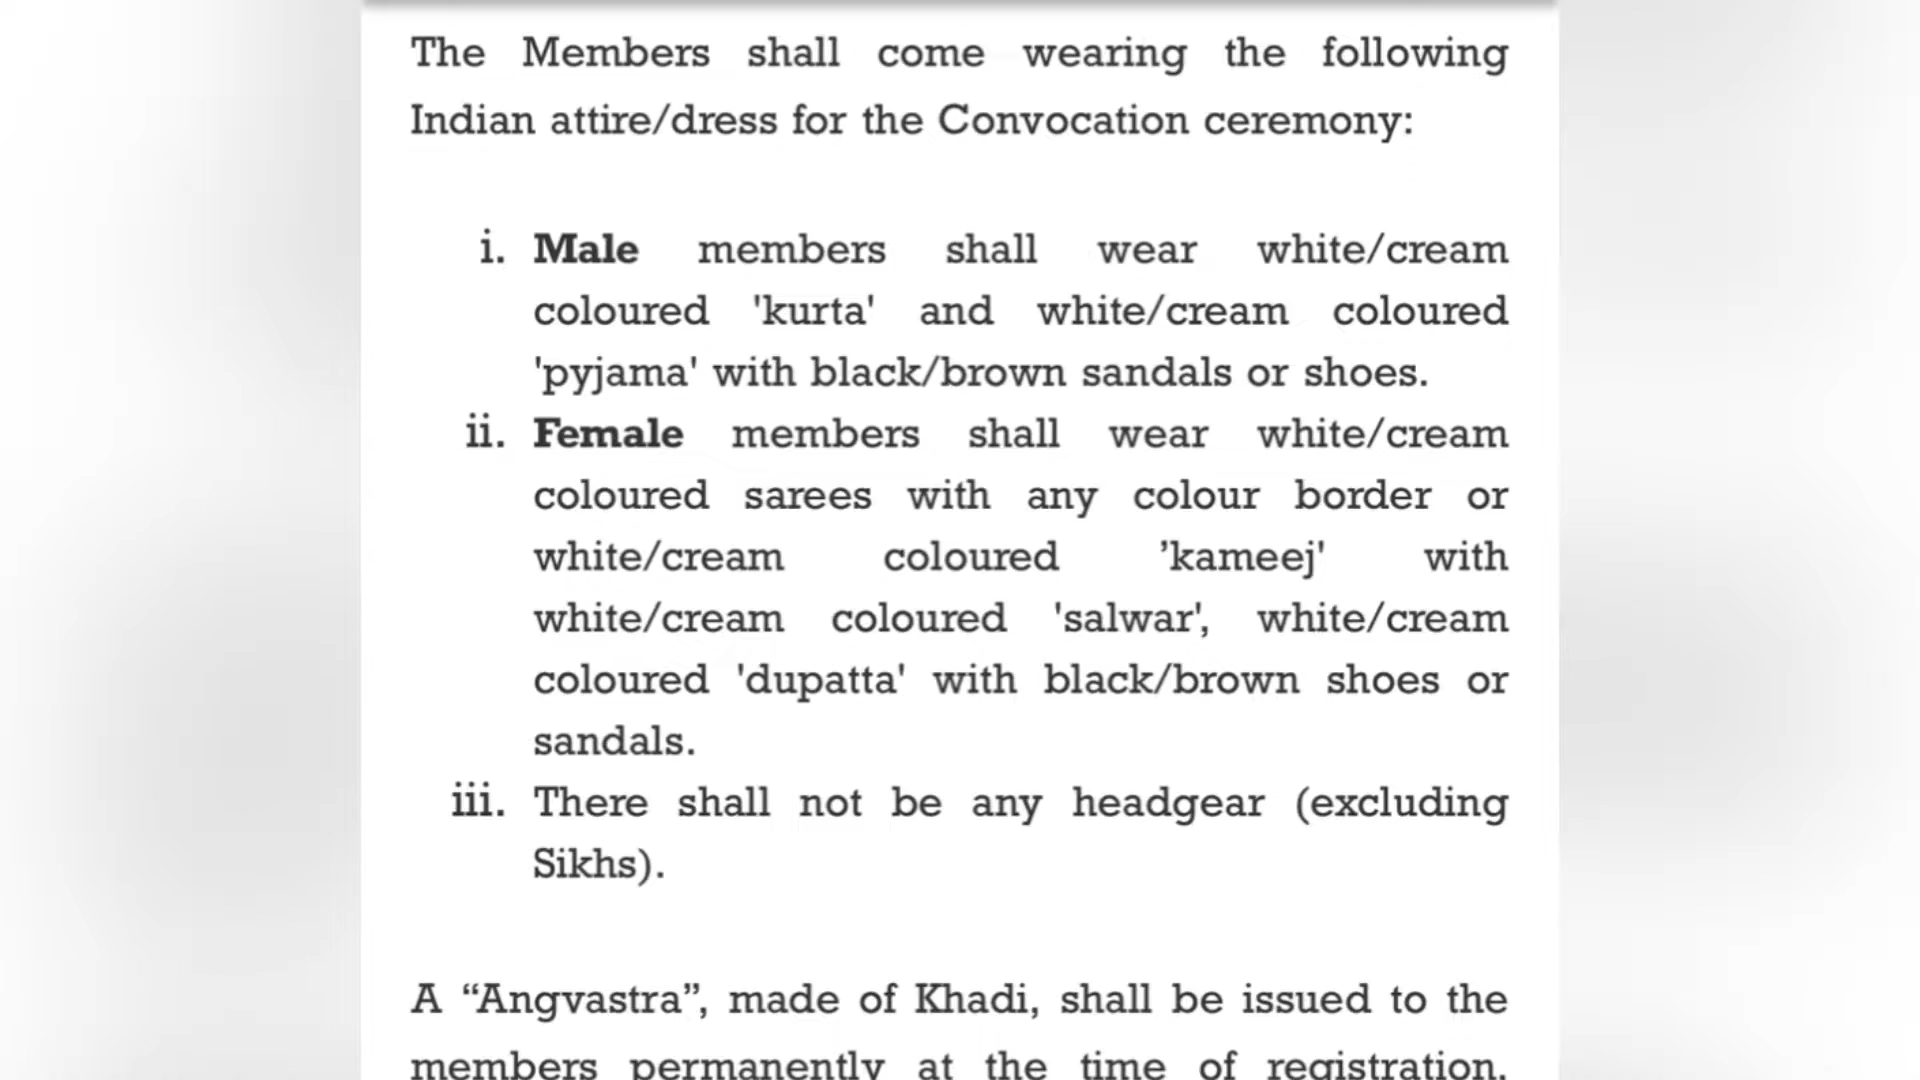 The Members shall come wearing the following
Indian attire/dress for the Convocation ceremony:
i. Male members shall wear white/cream
coloured 'kurta' and white/cream coloured
'pyjama' with black/brown sandals or shoes.
ii. Female members shall wear white/cream
coloured sarees with any colour border or
white/cream coloured ’kameej' with
white/cream coloured 'salwar', white/cream
coloured 'dupatta' with black/brown shoes or
sandals.
iii. There shall not be any headgear (excluding
Sikhs).
A “Angvastra”, made of Khadi, shall be issued to the
members permanently at the time of registration.